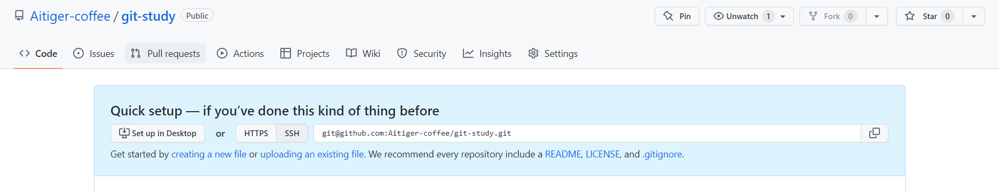 Aitiger-coffee / git-study Public Pin Unwatch 1 Fork 0 Star 0
Code Issues Pull requests Actions Projects Wiki Security Insights Settings
Quick setup — if you’ve done this kind of thing before
Set up in Desktop or HTTPS SSH git@github.com:Aitiger-coffee/git-study.git
Get started by creating a new file or uploading an existing file. We recommend every repository include a README, LICENSE, and .gitignore.